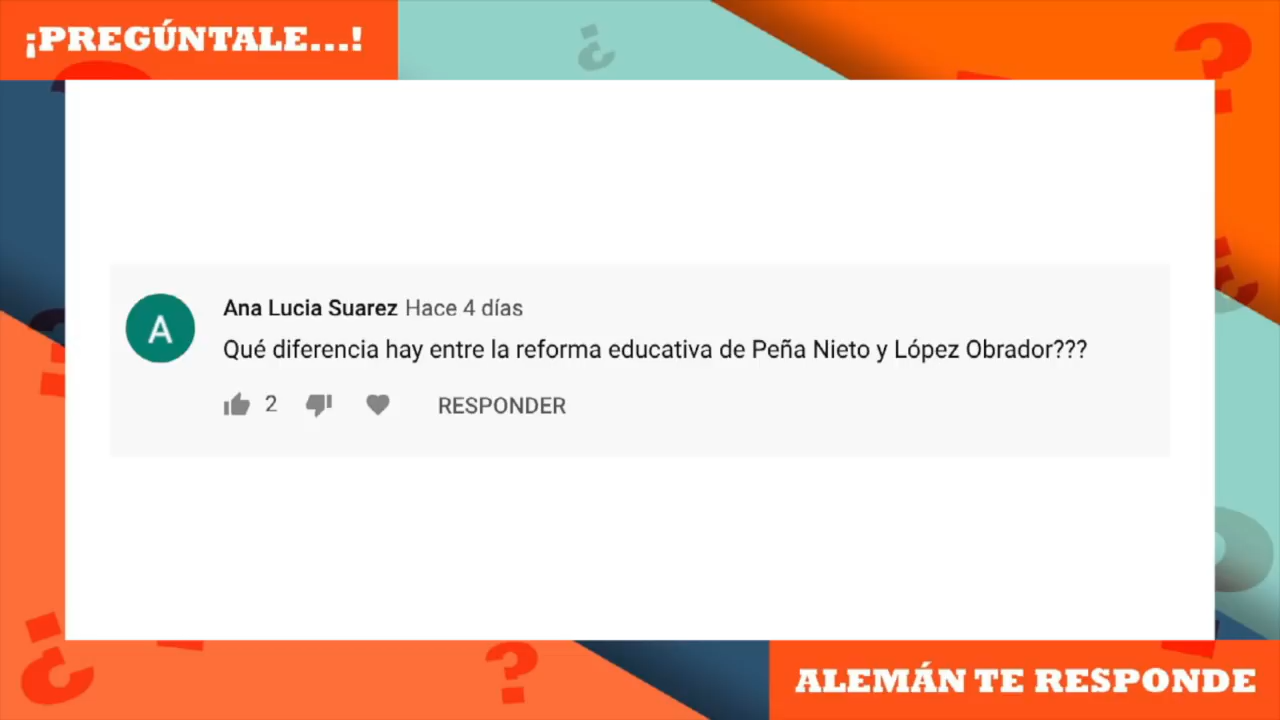 ¡PREGÚNTALE...!
A
Ana Lucia Suarez Hace 4 días
Qué diferencia hay entre la reforma educativa de Peña Nieto y López Obrador???
2
RESPONDER
ALEMÁN TE RESPONDE